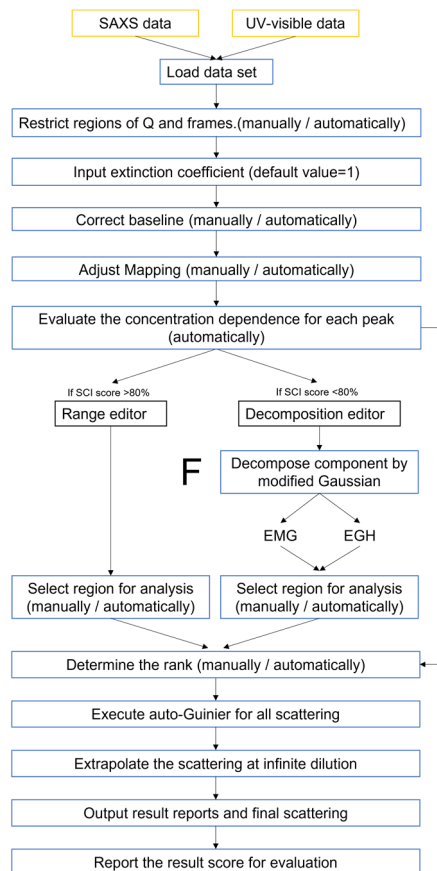 SAXS data
UV-visible data
Load data set
Restrict regions of Q and frames.(manually / automatically)
Input extinction coefficient (default value=1)
Correct baseline (manually / automatically)
Adjust Mapping (manually / automatically)
Evaluate the concentration dependence for each peak
(automatically)
If SCI score >80%
If SCI score <80%
Range editor
Decomposition editor
F
Decompose component by
modified Gaussian
EMG
EGH
Select region for analysis
(manually / automatically)
Select region for analysis
(manually / automatically)
Determine the rank (manually / automatically)
Execute auto-Guinier for all scattering
Extrapolate the scattering at infinite dilution
Output result reports and final scattering
Report the result score for evaluation